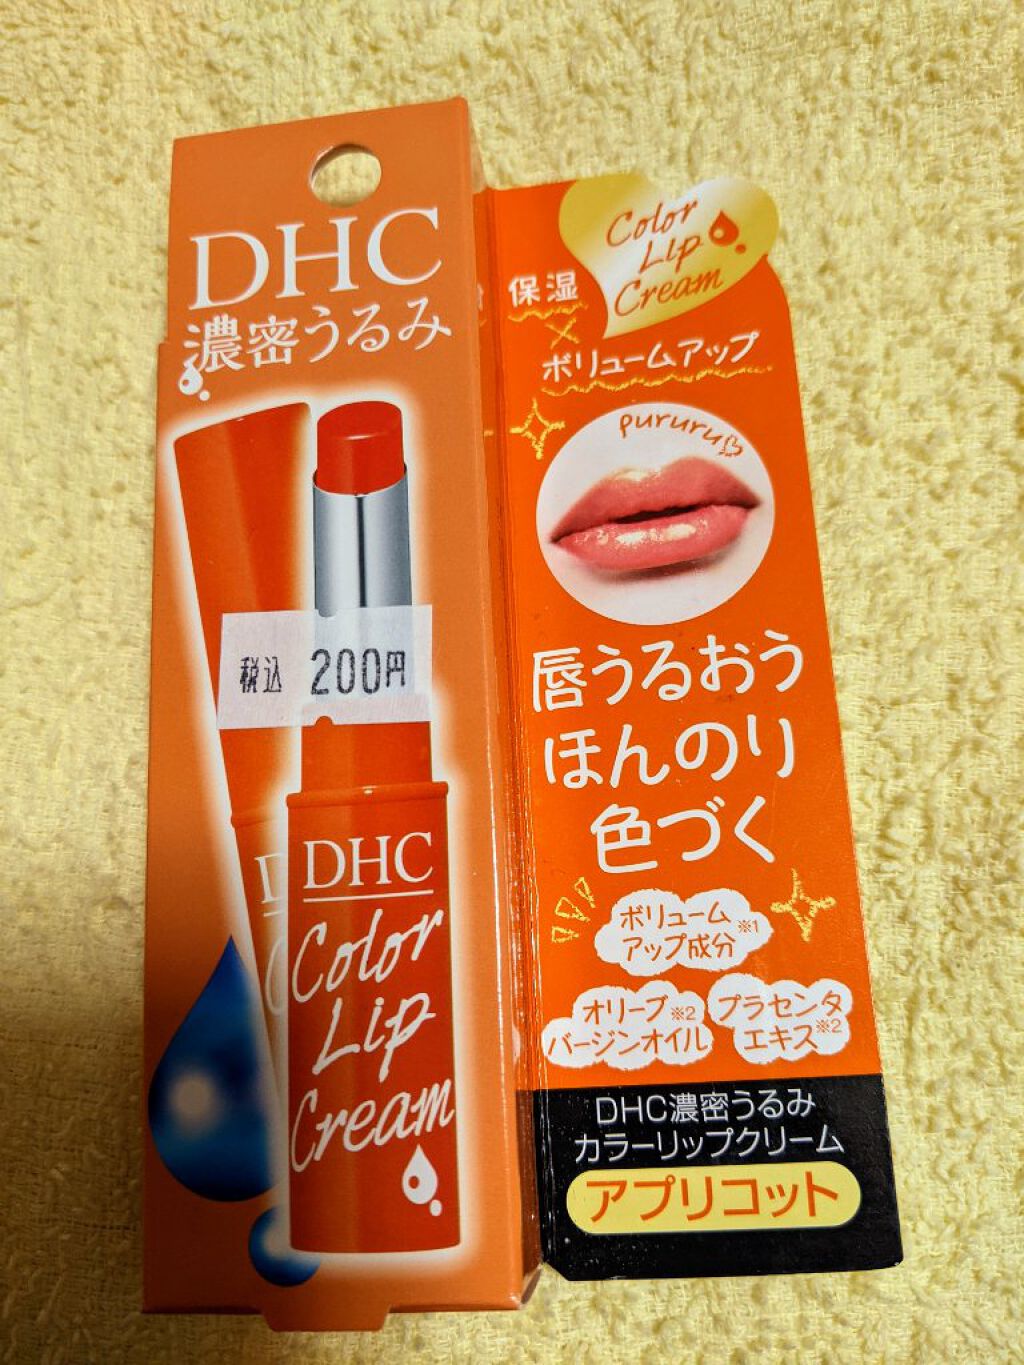 DHC
濃密うるみ
税込 200円
DHC
Color
Lip
Cream
Color
Lip
Cream
保湿
×
ボリュームアップ
pururu
唇うるおう
ほんのり
色づく
ボリューム
アップ成分※1
オリーブ※2
バージンオイル
プラセンタ
エキス※2
DHC濃密うるみ
カラーリップクリーム
アプリコット